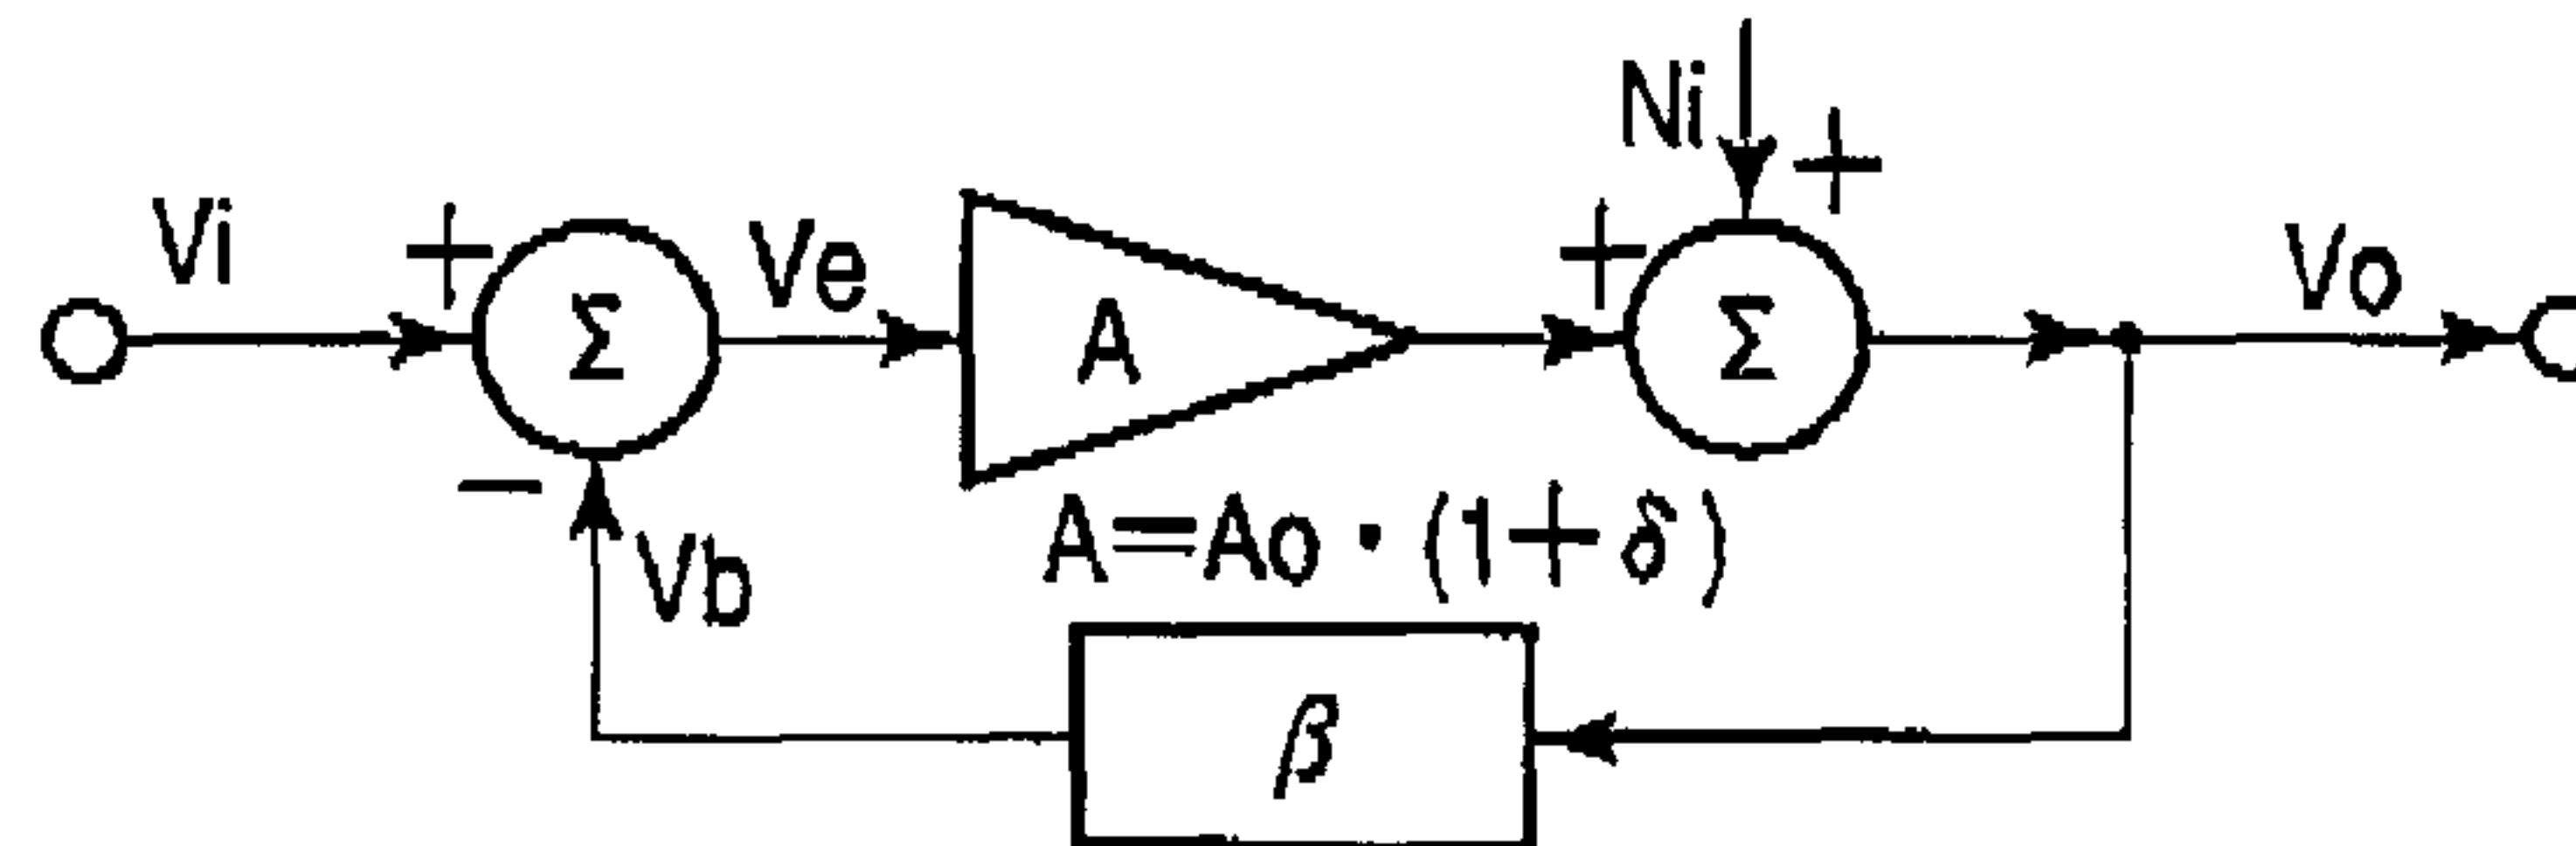 Ni
+
Vi
+
Ve
+
Vo
Σ
A
Σ
−
Vb
A=Ao・(1+δ)
β